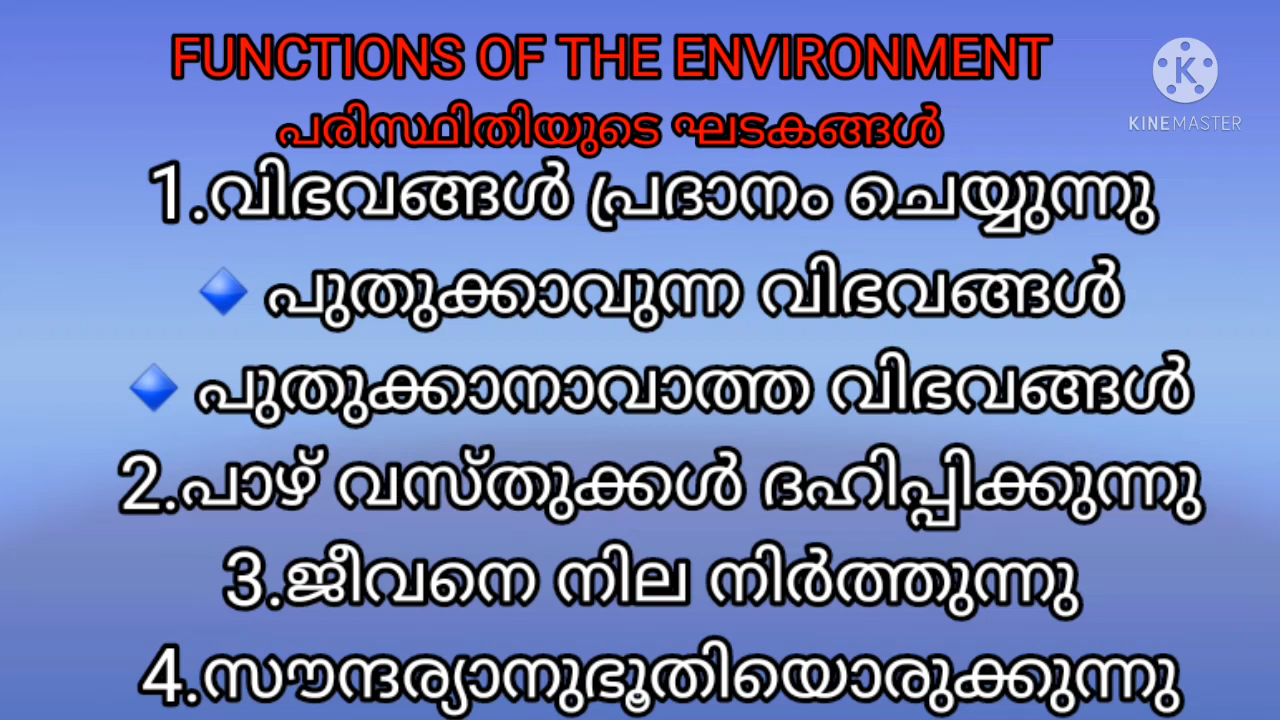 FUNCTIONS OF THE ENVIRONMENT
പരിസ്ഥിതിയുടെ ഘടകങ്ങൾ
1.വിഭവങ്ങൾ പ്രദാനം ചെയ്യുന്നു
🔹പുതുക്കാവുന്ന വിഭവങ്ങൾ
🔹പുതുക്കാനാവാത്ത വിഭവങ്ങൾ
2.പാഴ് വസ്തുക്കൾ ദഹിപ്പിക്കുന്നു
3.ജീവനെ നില നിർത്തുന്നു
4.സൗന്ദര്യാനുഭൂതിയൊരുക്കുന്നു
K
KINEMASTER